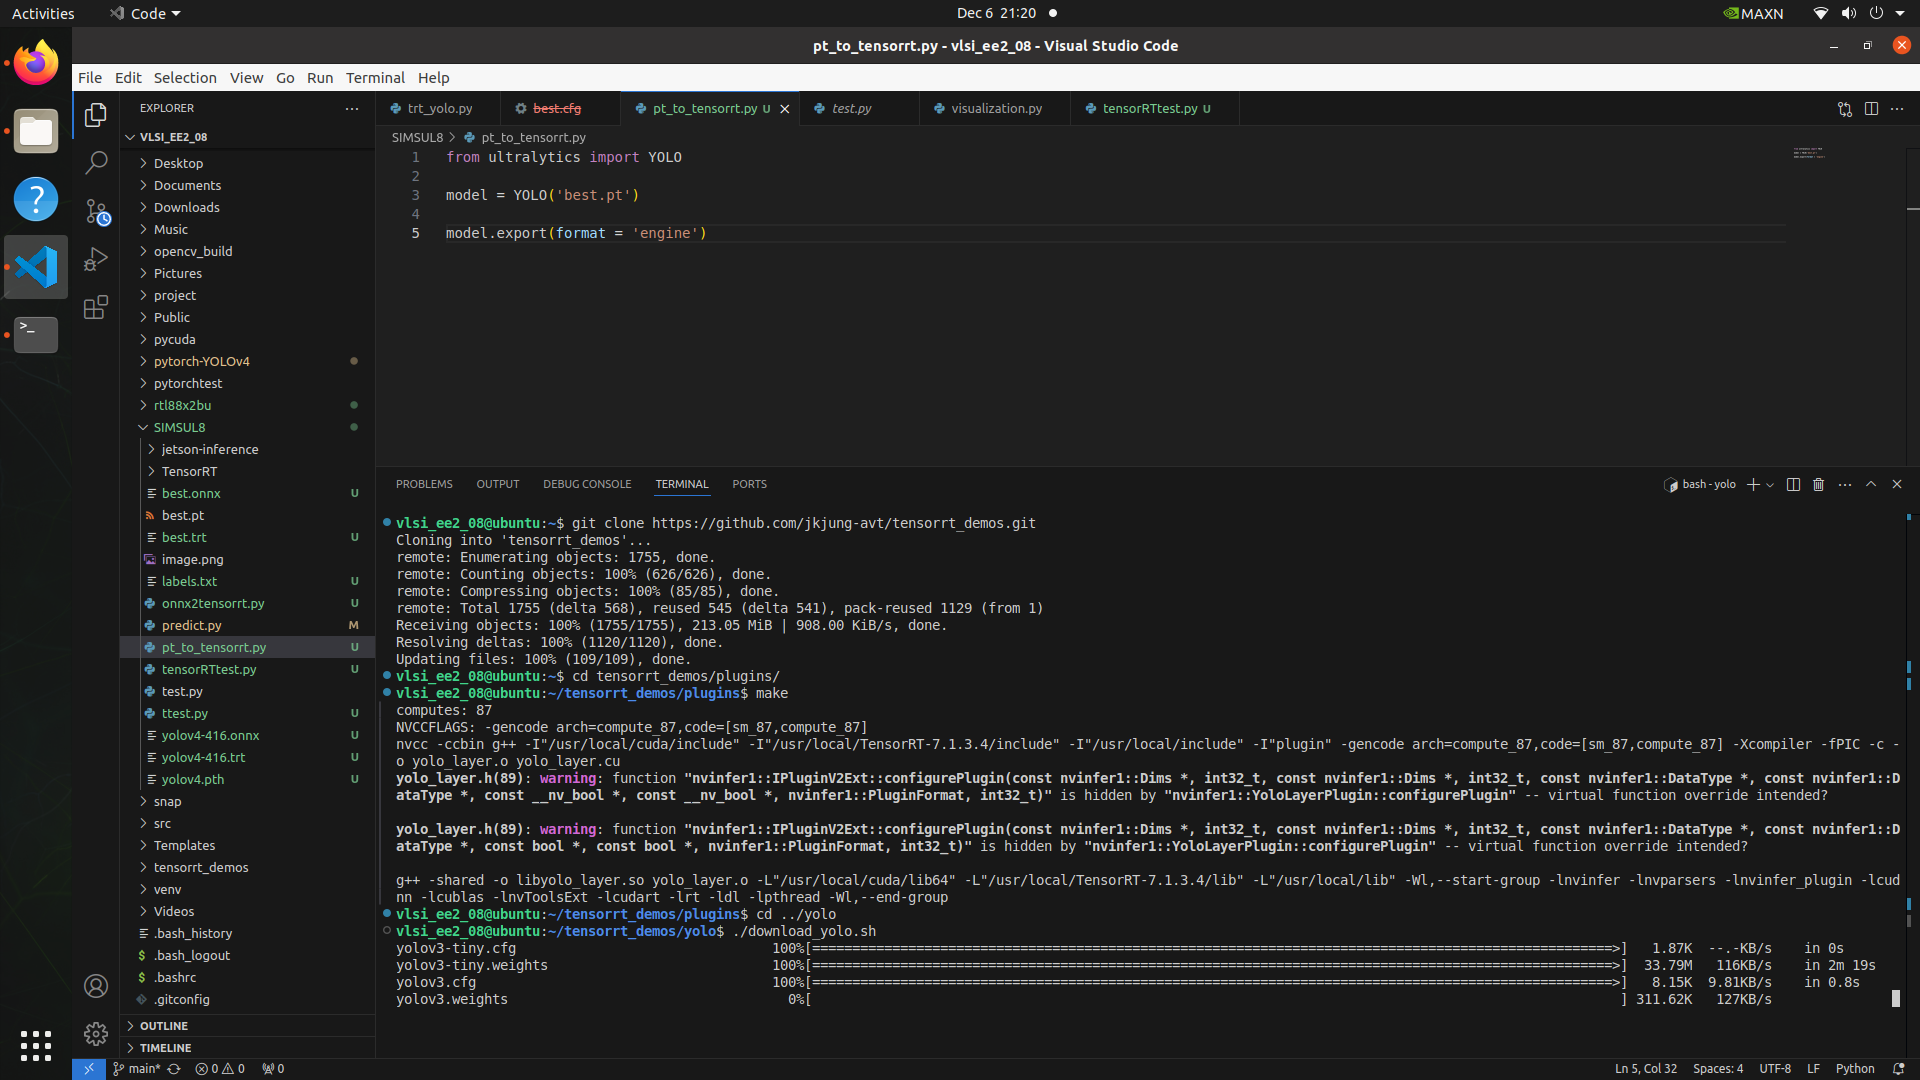 Activities
Code
Dec 6 21:20
MAXN
pt_to_tensorrt.py - vlsi_ee2_08 - Visual Studio Code
File Edit Selection View Go Run Terminal Help
EXPLORER
VLSI_EE2_08
Desktop
Documents
Downloads
Music
opencv_build
Pictures
project
Public
pycuda
pytorch-YOLOv4
pytorchtest
rtl88x2bu
SIMSUL8
jetson-inference
TensorRT
best.onnx U
best.pt
best.trt U
image.png
labels.txt U
onnx2tensorrt.py U
predict.py M
pt_to_tensorrt.py U
tensorRTtest.py U
test.py
ttest.py U
yolov4-416.onnx U
yolov4-416.trt U
yolov4.pth U
snap
src
Templates
tensorrt_demos
venv
Videos
.bash_history
$ .bash_logout
$ .bashrc
.gitconfig
OUTLINE
TIMELINE
trt_yolo.py best.cfg pt_to_tensorrt.py U test.py visualization.py tensorRTtest.py U
SIMSUL8 > pt_to_tensorrt.py
1 from ultralytics import YOLO
2
3 model = YOLO('best.pt')
4
5 model.export(format = 'engine')
PROBLEMS OUTPUT DEBUG CONSOLE TERMINAL PORTS
bash - yolo
vlsi_ee2_08@ubuntu:~$ git clone https://github.com/jkjung-avt/tensorrt_demos.git
Cloning into 'tensorrt_demos'...
remote: Enumerating objects: 1755, done.
remote: Counting objects: 100% (626/626), done.
remote: Compressing objects: 100% (85/85), done.
remote: Total 1755 (delta 568), reused 545 (delta 541), pack-reused 1129 (from 1)
Receiving objects: 100% (1755/1755), 213.05 MiB | 908.00 KiB/s, done.
Resolving deltas: 100% (1120/1120), done.
Updating files: 100% (109/109), done.
vlsi_ee2_08@ubuntu:~$ cd tensorrt_demos/plugins/
vlsi_ee2_08@ubuntu:~/tensorrt_demos/plugins$ make
computes: 87
NVCCFLAGS: -gencode arch=compute_87,code=[sm_87,compute_87]
nvcc -ccbin g++ -I"/usr/local/cuda/include" -I"/usr/local/TensorRT-7.1.3.4/include" -I"/usr/local/include" -I"plugin" -gencode arch=compute_87,code=[sm_87,compute_87] -Xcompiler -fPIC -c -
o yolo_layer.o yolo_layer.cu
yolo_layer.h(89): warning: function "nvinfer1::IPluginV2Ext::configurePlugin(const nvinfer1::Dims *, int32_t, const nvinfer1::Dims *, int32_t, const nvinfer1::DataType *, const nvinfer1::D
ataType *, const __nv_bool *, const __nv_bool *, nvinfer1::PluginFormat, int32_t)" is hidden by "nvinfer1::YoloLayerPlugin::configurePlugin" -- virtual function override intended?
yolo_layer.h(89): warning: function "nvinfer1::IPluginV2Ext::configurePlugin(const nvinfer1::Dims *, int32_t, const nvinfer1::Dims *, int32_t, const nvinfer1::DataType *, const nvinfer1::D
ataType *, const bool *, const bool *, nvinfer1::PluginFormat, int32_t)" is hidden by "nvinfer1::YoloLayerPlugin::configurePlugin" -- virtual function override intended?
g++ -shared -o libyolo_layer.so yolo_layer.o -L"/usr/local/cuda/lib64" -L"/usr/local/TensorRT-7.1.3.4/lib" -L"/usr/local/lib" -Wl,--start-group -lnvinfer -lnvparsers -lnvinfer_plugin -lcud
nn -lcublas -lnvToolsExt -lcudart -lrt -ldl -lpthread -Wl,--end-group
vlsi_ee2_08@ubuntu:~/tensorrt_demos/plugins$ cd ../yolo
vlsi_ee2_08@ubuntu:~/tensorrt_demos/yolo$ ./download_yolo.sh
yolov3-tiny.cfg 100%[====================================================================================================>] 1.87K --.-KB/s in 0s
yolov3-tiny.weights 100%[====================================================================================================>] 33.79M 116KB/s in 2m 19s
yolov3.cfg 100%[====================================================================================================>] 8.15K 9.81KB/s in 0.8s
yolov3.weights 0%[ ] 311.62K 127KB/s
main* 0 0 0 Ln 5, Col 32 Spaces: 4 UTF-8 LF Python